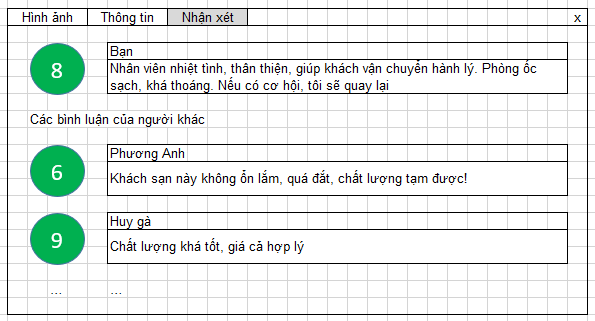 Hình ảnh Thông tin Nhận xét x
8
Bạn
Nhân viên nhiệt tình, thân thiện, giúp khách vận chuyển hành lý. Phòng ốc
sạch, khá thoáng. Nếu có cơ hội, tôi sẽ quay lại
Các bình luận của người khác
6
Phương Anh
Khách sạn này không ổn lắm, quá đắt, chất lượng tạm được!
9
Huy gà
Chất lượng khá tốt, giá cả hợp lý
... ...